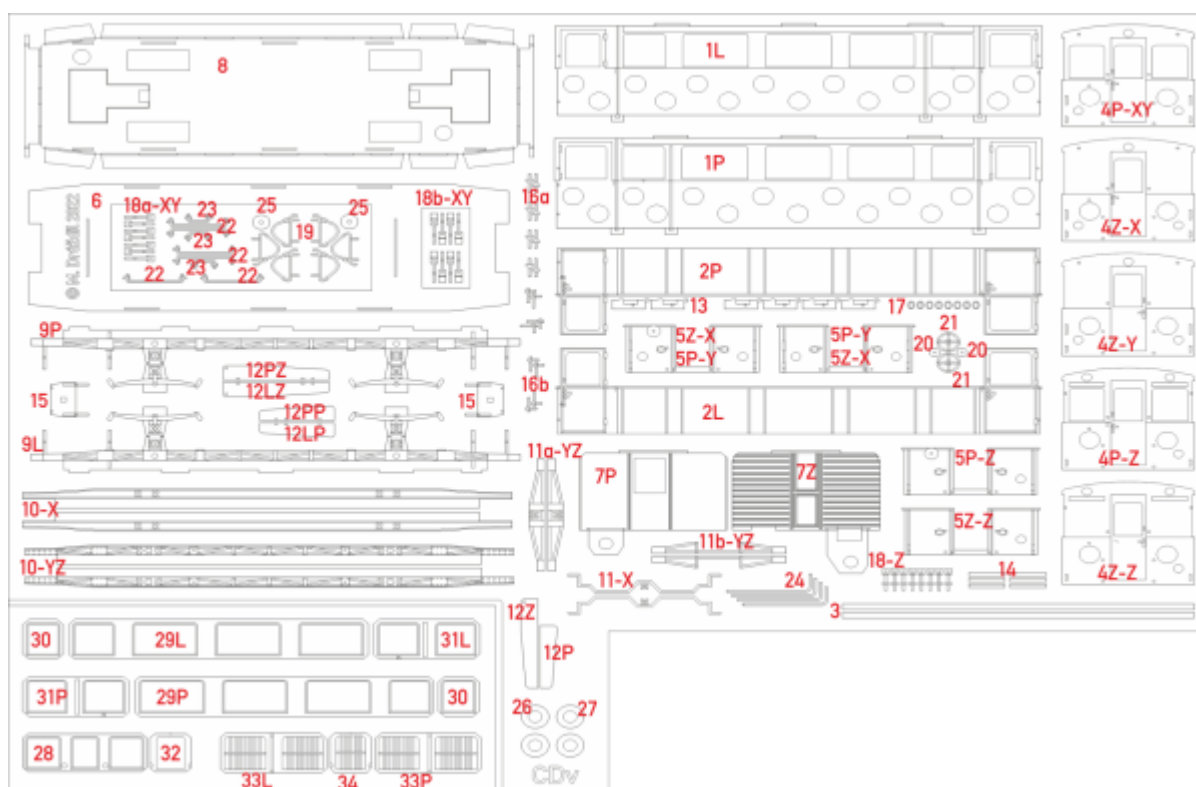 8
1L
4P-XY
1P
6
18a-XY
23
25
25
18b-XY
16a
22
19
23
22
23
22
22
4Z-X
2P
13
17
9P
5Z-X
5P-Y
5P-Y
5Z-X
21
20
20
21
4Z-Y
12PZ
12LZ
16b
15
15
12PP
12LP
2L
9L
11a-YZ
7P
7Z
5P-Z
4P-Z
10-X
5Z-Z
11b-YZ
10-YZ
18-Z
14
4Z-Z
11-X
24
3
12Z
30
29L
31L
12P
31P
29P
30
26
27
28
32
33L
34
33P
CDv